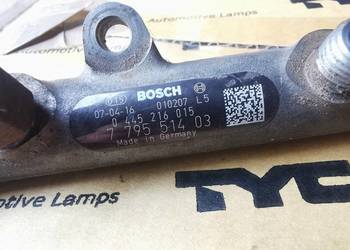 Automotive Lamps
015 BOSCH
07-04-16 010207 L5
0 445 216 015
7 795 514 03
Made in Germany
otive Lamps
TYC